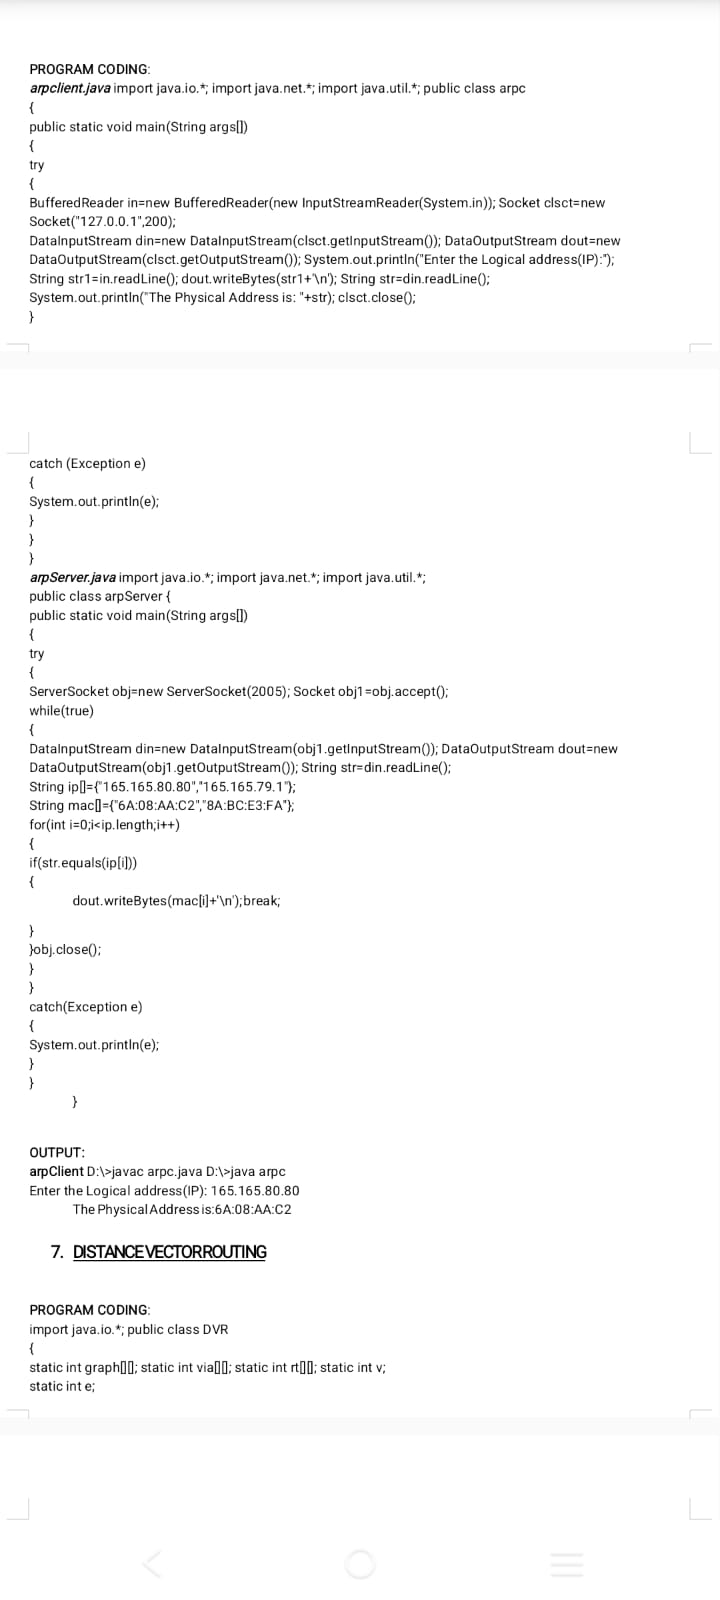 PROGRAM CODING:
arpclient.java import java.io.*; import java.net.*; import java.util.*; public class arpc
{
public static void main(String args[])
{
try
{
BufferedReader in=new BufferedReader(new InputStreamReader(System.in)); Socket clsct=new
Socket("127.0.0.1",200);
DataInputStream din=new DataInputStream(clsct.getInputStream()); DataOutputStream dout=new
DataOutputStream(clsct.getOutputStream()); System.out.println("Enter the Logical address(IP):");
String str1=in.readLine(); dout.writeBytes(str1+'\n'); String str=din.readLine();
System.out.println("The Physical Address is: "+str); clsct.close();
}
catch (Exception e)
{
System.out.println(e);
}
}
}
arpServer.java import java.io.*; import java.net.*; import java.util.*;
public class arpServer {
public static void main(String args[])
{
try
{
ServerSocket obj=new ServerSocket(2005); Socket obj1=obj.accept();
while(true)
{
DataInputStream din=new DataInputStream(obj1.getInputStream()); DataOutputStream dout=new
DataOutputStream(obj1.getOutputStream()); String str=din.readLine();
String ip[]={"165.165.80.80","165.165.79.1"};
String mac[]={"6A:08:AA:C2","8A:BC:E3:FA"};
for(int i=0;i<ip.length;i++)
{
if(str.equals(ip[i]))
{
dout.writeBytes(mac[i]+'\n');break;
}
}obj.close();
}
}
catch(Exception e)
{
System.out.println(e);
}
}
}
OUTPUT:
arpClient D:\>javac arpc.java D:\>java arpc
Enter the Logical address(IP): 165.165.80.80
The Physical Address is:6A:08:AA:C2
7. DISTANCEVECTORROUTING
PROGRAM CODING:
import java.io.*; public class DVR
{
static int graph[][]; static int via[][]; static int rt[][]; static int v;
static int e;